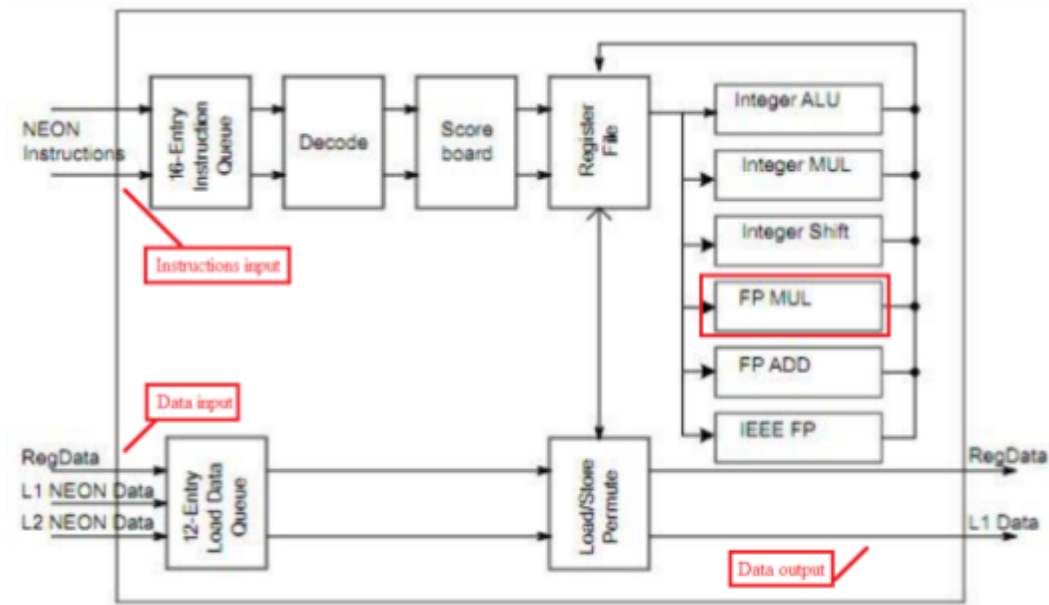 NEON
Instructions
16-Entry
Instruction
Queue
Decode
Score
board
Register
File
Integer ALU
Integer MUL
Integer Shift
FP MUL
FP ADD
IEEE FP
Instructions input
Data input
RegData
L1 NEON Data
L2 NEON Data
12-Entry
Load Data
Queue
Load/Store
Permute
RegData
L1 Data
Data output